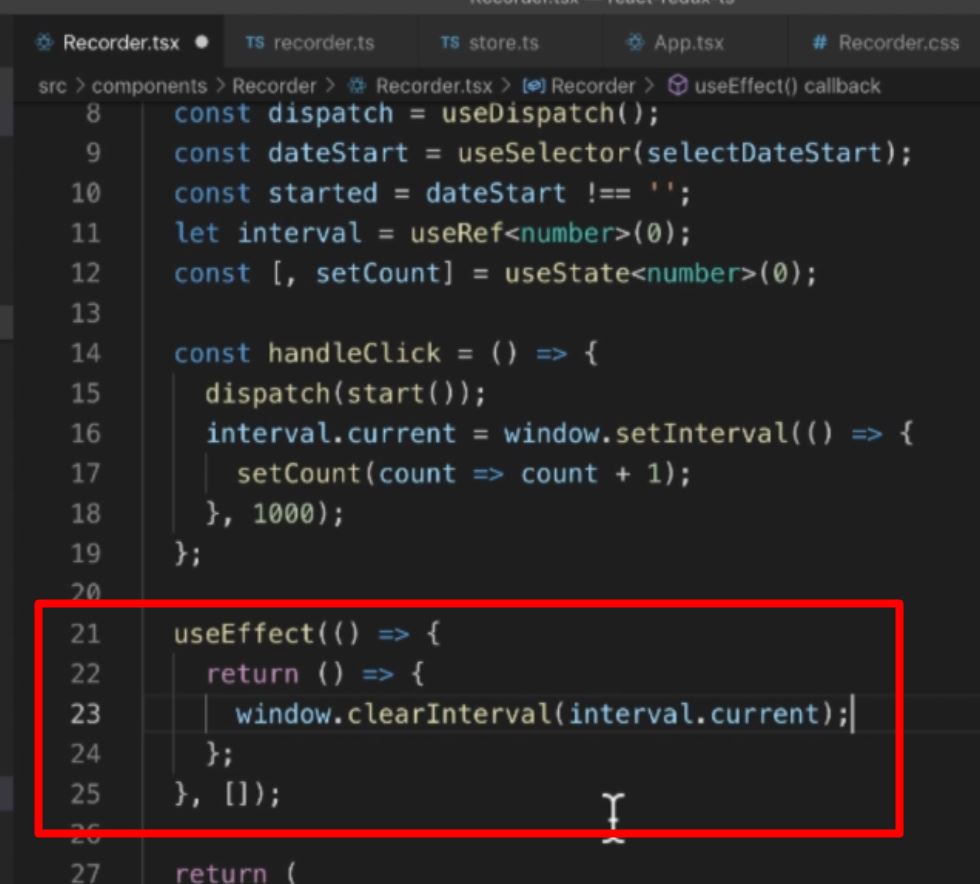 Recorder.tsx — react-redux-ts
Recorder.tsx TS recorder.ts TS store.ts App.tsx # Recorder.css
src > components > Recorder > Recorder.tsx > Recorder > useEffect() callback
8 const dispatch = useDispatch();
9 const dateStart = useSelector(selectDateStart);
10 const started = dateStart !== '';
11 let interval = useRef<number>(0);
12 const [, setCount] = useState<number>(0);
13
14 const handleClick = () => {
15 dispatch(start());
16 interval.current = window.setInterval(() => {
17 setCount(count => count + 1);
18 }, 1000);
19 };
20
21 useEffect(() => {
22 return () => {
23 window.clearInterval(interval.current);
24 };
25 }, []);
26
27 return (